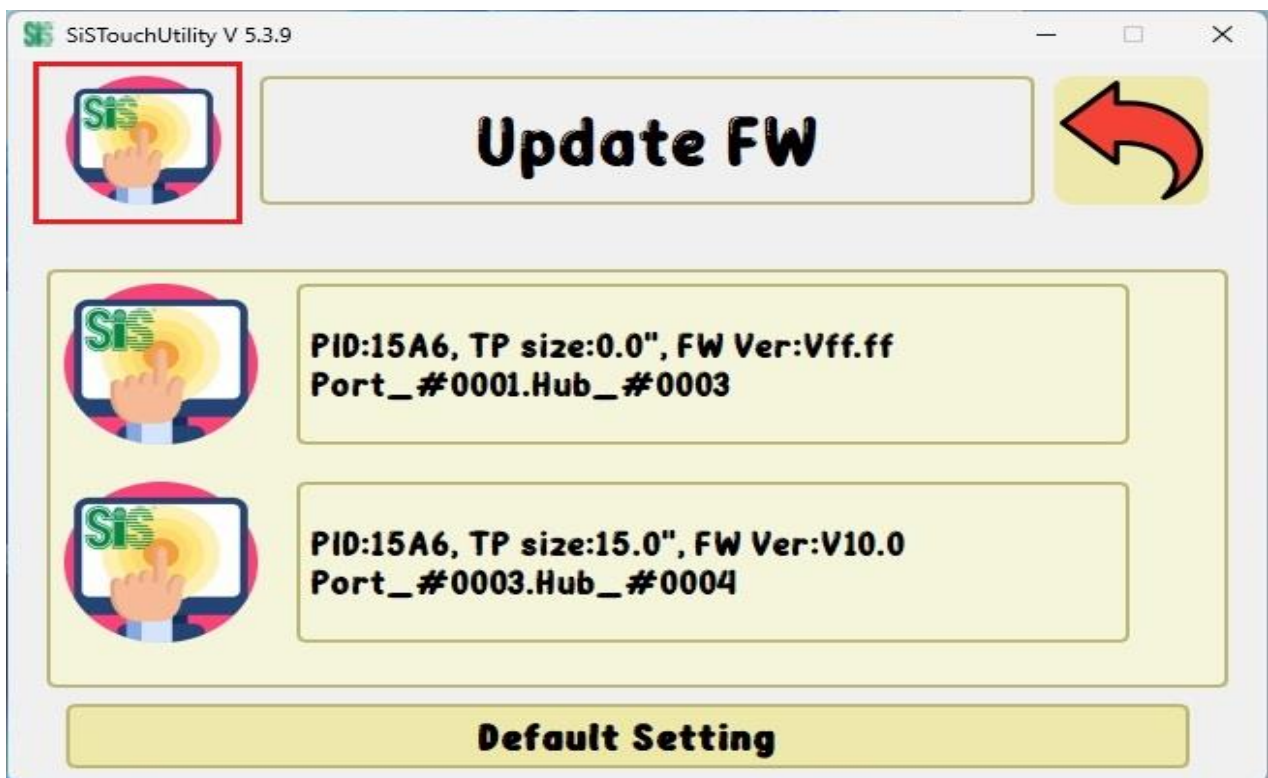 SiSTouchUtility V 5.3.9
SiS
Update FW
SiS
PID:15A6, TP size:0.0", FW Ver:Vff.ff
Port_#0001.Hub_#0003
SiS
PID:15A6, TP size:15.0", FW Ver:V10.0
Port_#0003.Hub_#0004
Default Setting